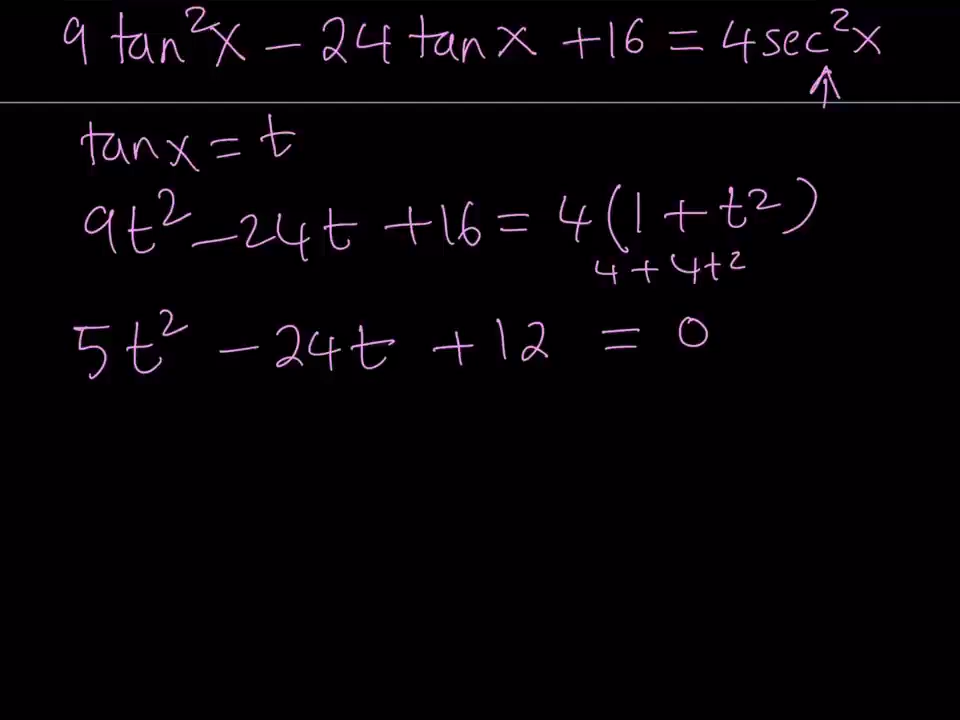 9 tan²x − 24 tan x + 16 = 4 sec²x
tan x = t
9t² − 24t + 16 = 4(1 + t²)
4 + 4t²
5t² − 24t + 12 = 0